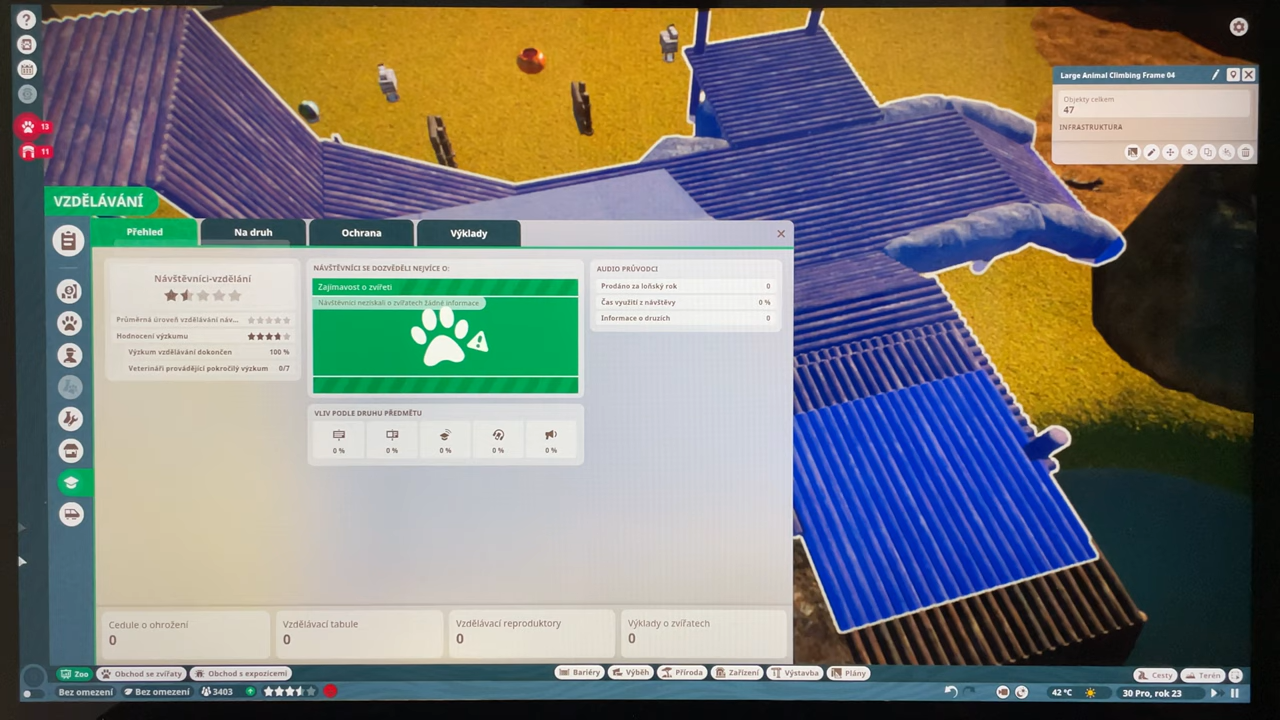 ?
Large Animal Climbing Frame 04
Objekty celkem
47
INFRASTRUKTURA
13
11
VZDĚLÁVÁNÍ
Přehled
Na druh
Ochrana
Výklady
Návštěvníci-vzdělání
Průměrná úroveň vzdělávání náv...
Hodnocení výzkumu
Výzkum vzdělávání dokončen 100 %
Veterináři provádějící pokročilý výzkum 0/7
NÁVŠTĚVNÍCI SE DOZVĚDĚLI NEJVÍCE O:
Zajímavost o zvířeti
Návštěvníci nezískali o zvířatech žádné informace.
VLIV PODLE DRUHU PŘEDMĚTU
0 % 0 % 0 % 0 % 0 %
AUDIO PRŮVODCI
Prodáno za loňský rok 0
Čas využití z návštěvy 0 %
Informace o druzích 0
Cedule o ohrožení
0
Vzdělávací tabule
0
Vzdělávací reproduktory
0
Výklady o zvířatech
0
Zoo
Obchod se zvířaty
Obchod s expozicemi
Bariéry
Výběh
Příroda
Zařízení
Výstavba
Plány
Cesty
Terén
Bez omezení
Bez omezení
3403
42 °C
30 Pro, rok 23